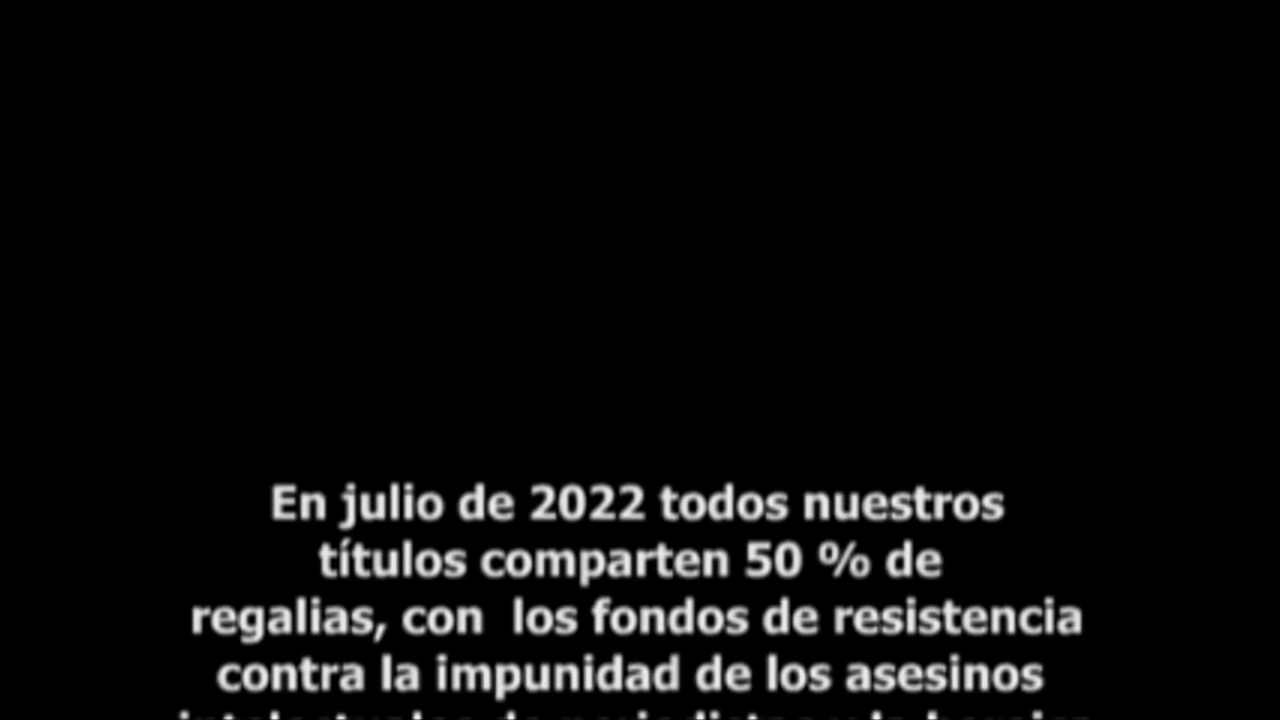 En julio de 2022 todos nuestros
títulos comparten 50 % de
regalias, con  los fondos de resistencia
contra la impunidad de los asesinos